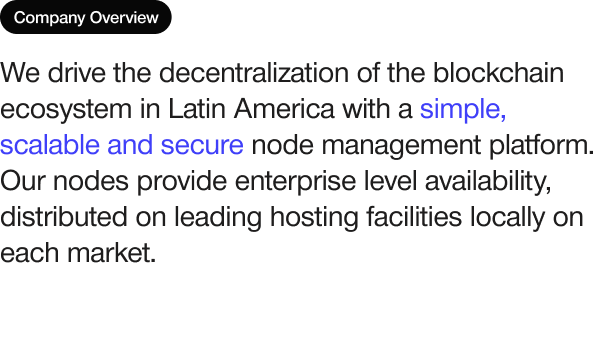 Company Overview
We drive the decentralization of the blockchain
ecosystem in Latin America with a simple,
scalable and secure node management platform.
Our nodes provide enterprise level availability,
distributed on leading hosting facilities locally on
each market.